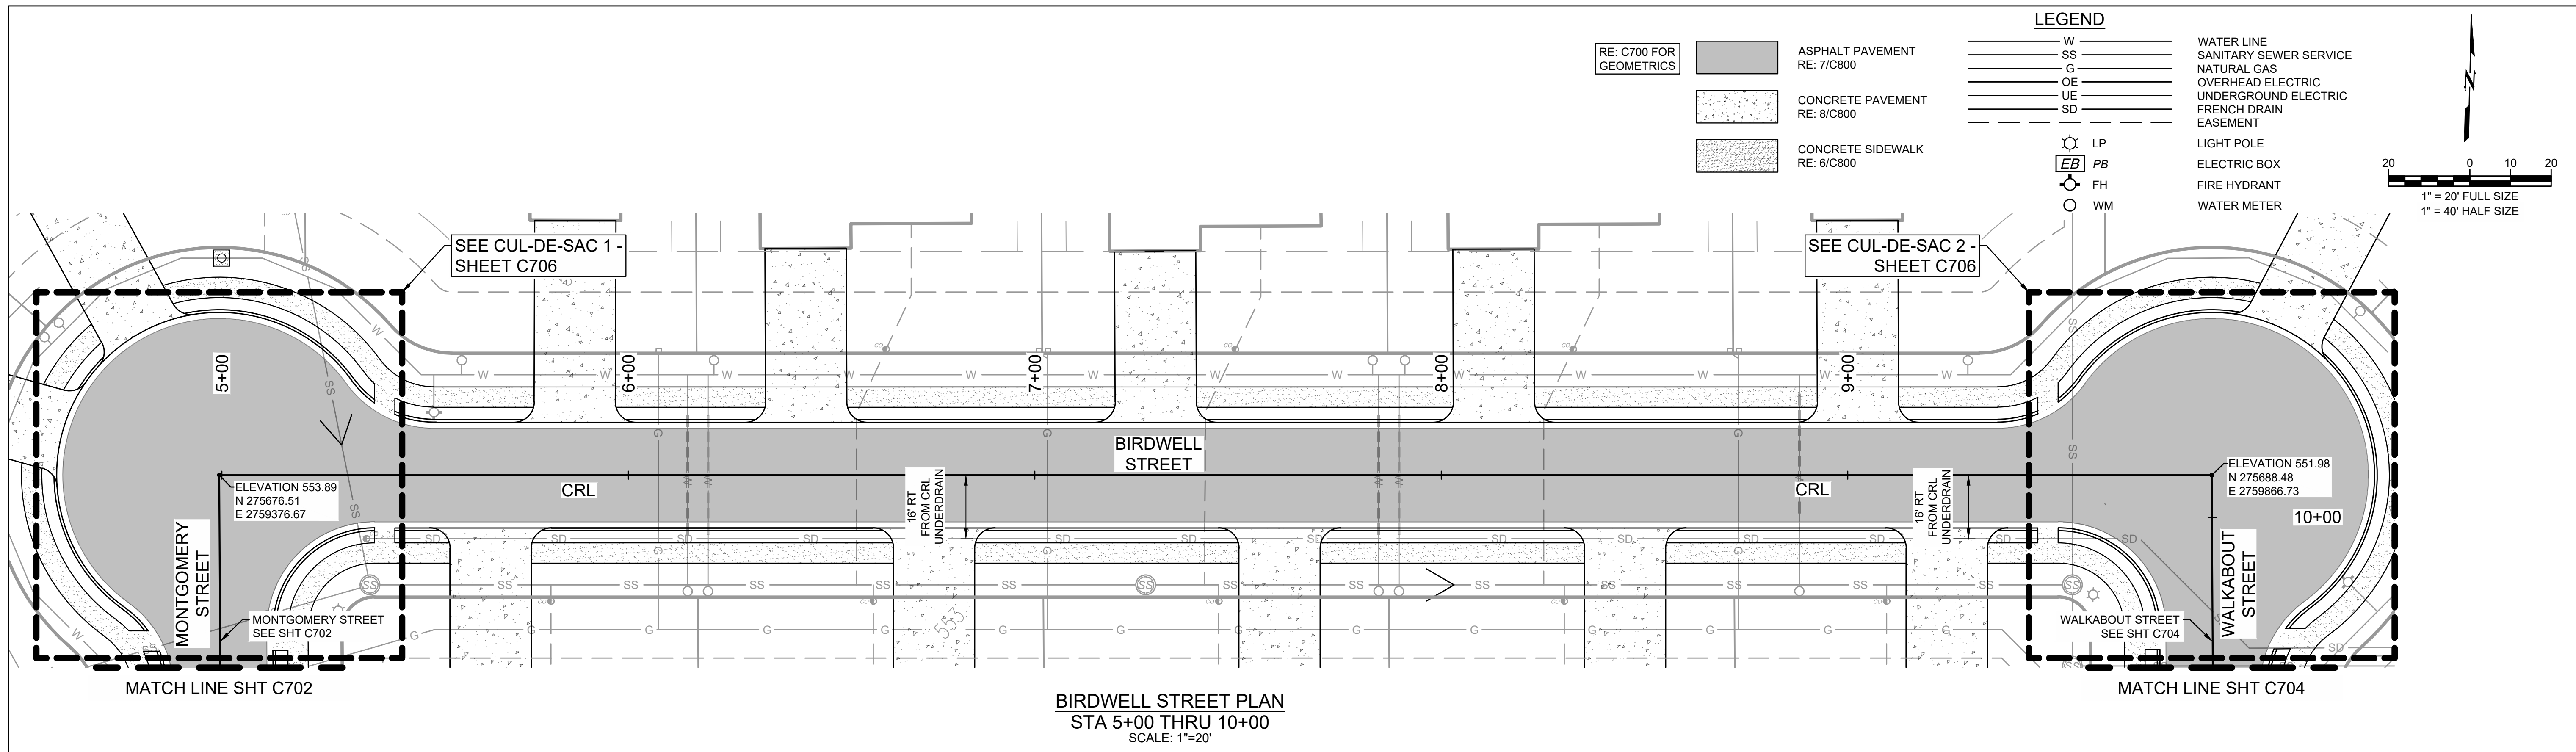 LEGEND
RE: C700 FOR
GEOMETRICS
ASPHALT PAVEMENT
RE: 7/C800
CONCRETE PAVEMENT
RE: 8/C800
CONCRETE SIDEWALK
RE: 6/C800
W WATER LINE
SS SANITARY SEWER SERVICE
G NATURAL GAS
OE OVERHEAD ELECTRIC
UE UNDERGROUND ELECTRIC
SD FRENCH DRAIN
EASEMENT
LP LIGHT POLE
EB PB ELECTRIC BOX
FH FIRE HYDRANT
WM WATER METER
N
20 0 10 20
1" = 20' FULL SIZE
1" = 40' HALF SIZE
SEE CUL-DE-SAC 1 -
SHEET C706
SEE CUL-DE-SAC 2 -
SHEET C706
5+00
6+00
7+00
8+00
9+00
10+00
BIRDWELL
STREET
CRL
CRL
ELEVATION 553.89
N 275676.51
E 2759376.67
ELEVATION 551.98
N 275688.48
E 2759866.73
16' RT
FROM CRL
UNDERDRAIN
16' RT
FROM CRL
UNDERDRAIN
MONTGOMERY
STREET
MONTGOMERY STREET
SEE SHT C702
WALKABOUT
STREET
WALKABOUT STREET
SEE SHT C704
553
MATCH LINE SHT C702
MATCH LINE SHT C704
BIRDWELL STREET PLAN
STA 5+00 THRU 10+00
SCALE: 1"=20'